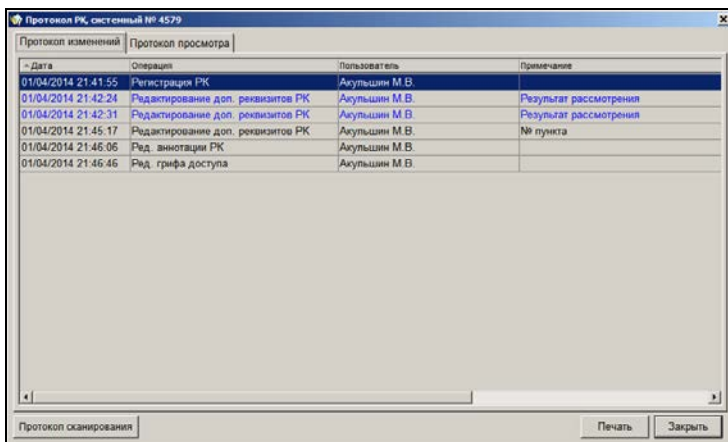 Протокол РК, системный № 4579
Протокол изменений Протокол просмотра
Дата Операция Пользователь Примечание
01/04/2014 21:41:55 Регистрация РК Акульшин М.В.
01/04/2014 21:42:24 Редактирование доп. реквизитов РК Акульшин М.В. Результат рассмотрения
01/04/2014 21:42:31 Редактирование доп. реквизитов РК Акульшин М.В. Результат рассмотрения
01/04/2014 21:45:17 Редактирование доп. реквизитов РК Акульшин М.В. № пункта
01/04/2014 21:46:06 Ред. аннотации РК Акульшин М.В.
01/04/2014 21:46:46 Ред. грифа доступа Акульшин М.В.
Протокол сканирования Печать Закрыть